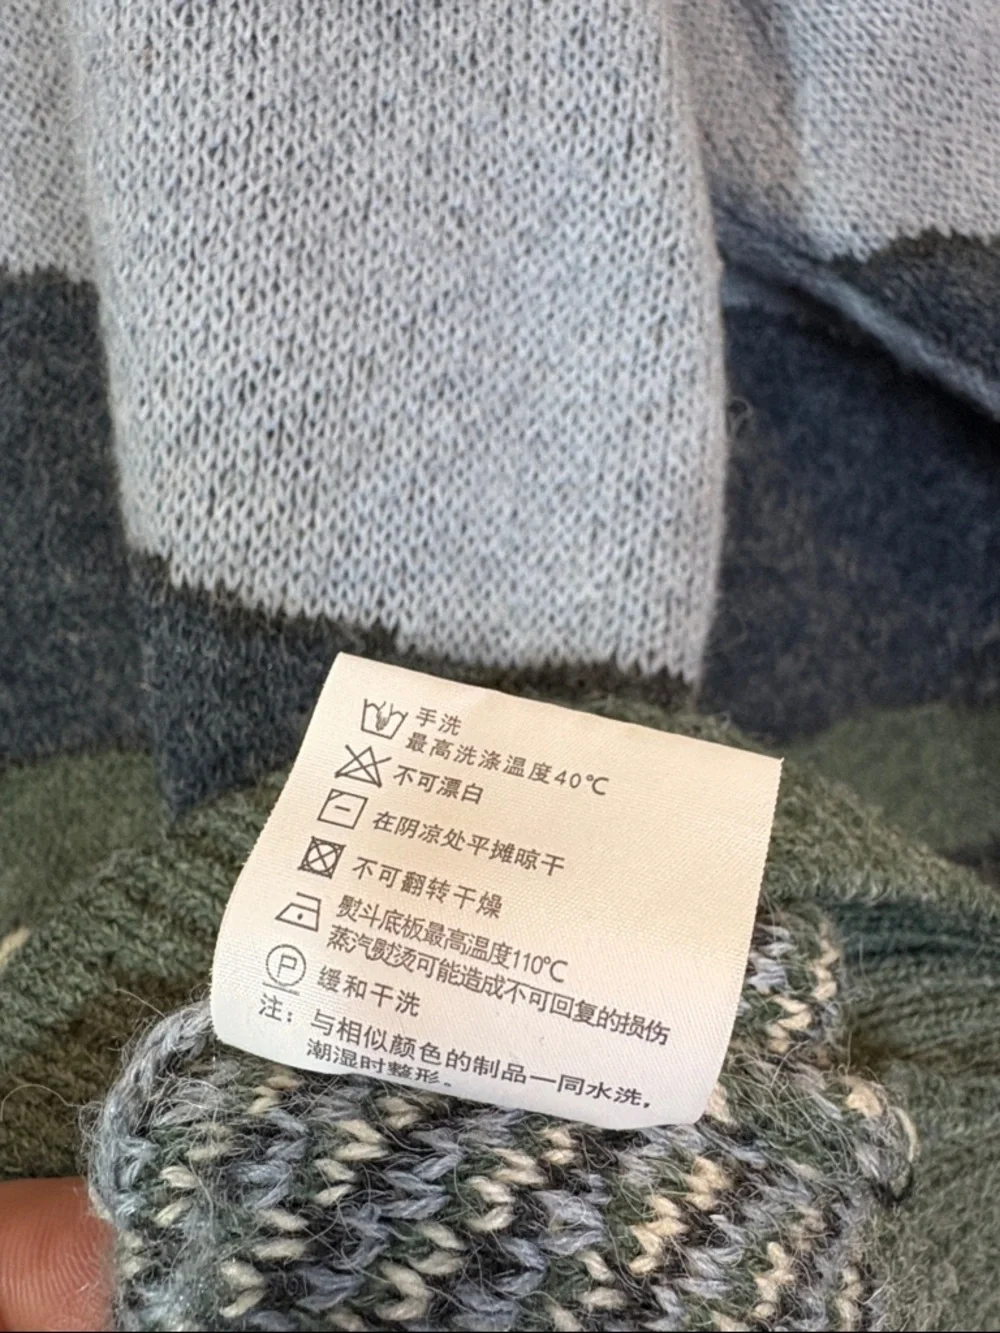 手洗
最高洗涤温度40℃
不可漂白
在阴凉处平摊晾干
不可翻转干燥
熨斗底板最高温度110℃
蒸汽熨烫可能造成不可回复的损伤
P 缓和干洗
注：与相似颜色的制品一同水洗，
潮湿时整形。